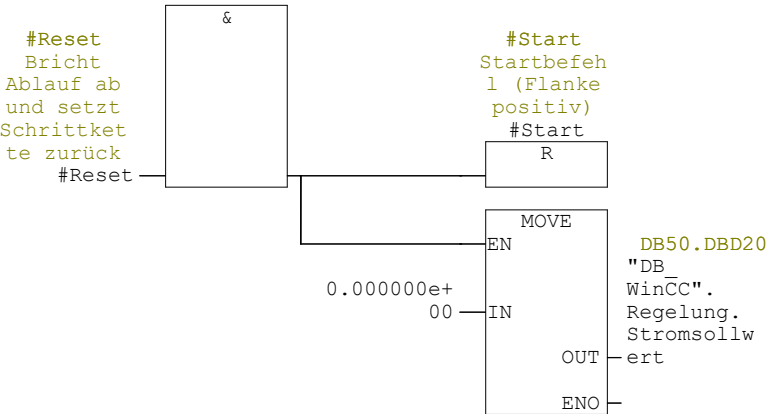 &
#Reset
Bricht
Ablauf ab
und setzt
Schrittket
te zurück
#Reset
#Start
Startbefeh
l (Flanke
positiv)
#Start
R
MOVE
EN
0.000000e+
00
IN
DB50.DBD20
"DB_
WinCC".
Regelung.
Stromsollw
ert
OUT
ENO